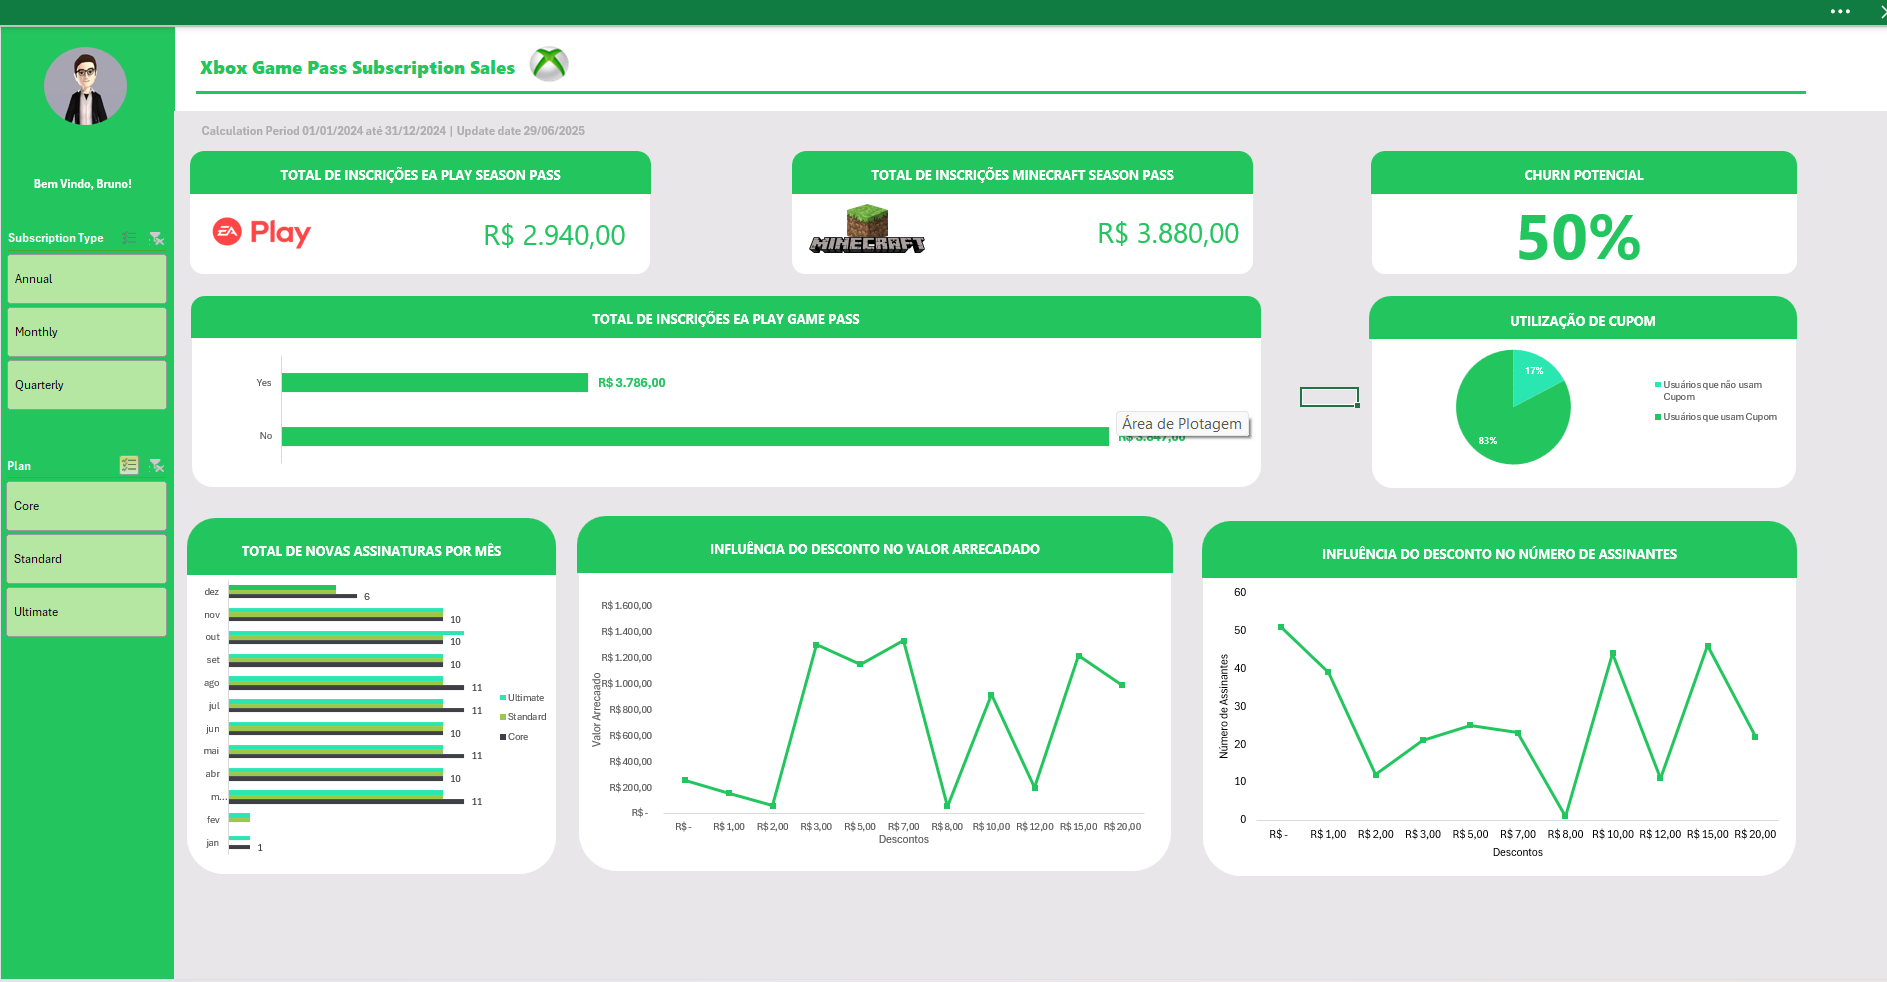 Xbox Game Pass Subscription Sales
Calculation Period 01/01/2024 até 31/12/2024 | Update date 29/06/2025
Bem Vindo, Bruno!
Subscription Type
Annual
Monthly
Quarterly
Plan
Core
Standard
Ultimate
TOTAL DE INSCRIÇÕES EA PLAY SEASON PASS
EA Play
R$ 2.940,00
TOTAL DE INSCRIÇÕES MINECRAFT SEASON PASS
MINECRAFT
R$ 3.880,00
CHURN POTENCIAL
50%
TOTAL DE INSCRIÇÕES EA PLAY GAME PASS
Yes
R$ 3.786,00
No
Área de Plotagem
UTILIZAÇÃO DE CUPOM
17%
83%
Usuários que não usam
Cupom
Usuários que usam Cupom
TOTAL DE NOVAS ASSINATURAS POR MÊS
dez
6
nov
10
out
10
set
10
ago
11
jul
11
jun
10
mai
11
abr
10
m...
11
fev
jan
1
Ultimate
Standard
Core
INFLUÊNCIA DO DESCONTO NO VALOR ARRECADADO
R$ 1.600,00
R$ 1.400,00
R$ 1.200,00
R$ 1.000,00
R$ 800,00
R$ 600,00
R$ 400,00
R$ 200,00
R$ -
Valor Arrecaado
R$ - R$ 1,00 R$ 2,00 R$ 3,00 R$ 5,00 R$ 7,00 R$ 8,00 R$ 10,00 R$ 12,00 R$ 15,00 R$ 20,00
Descontos
INFLUÊNCIA DO DESCONTO NO NÚMERO DE ASSINANTES
60
50
40
30
20
10
0
Número de Assinantes
R$ - R$ 1,00 R$ 2,00 R$ 3,00 R$ 5,00 R$ 7,00 R$ 8,00 R$ 10,00 R$ 12,00 R$ 15,00 R$ 20,00
Descontos